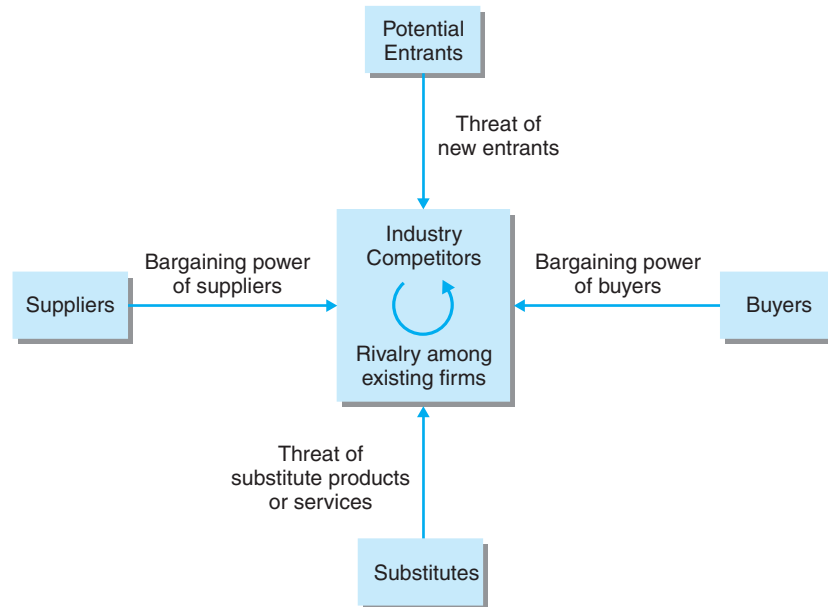 Potential
Entrants
Threat of
new entrants
Industry
Competitors
Bargaining power
of suppliers
Bargaining power
of buyers
Suppliers
Buyers
Rivalry among
existing firms
Threat of
substitute products
or services
Substitutes